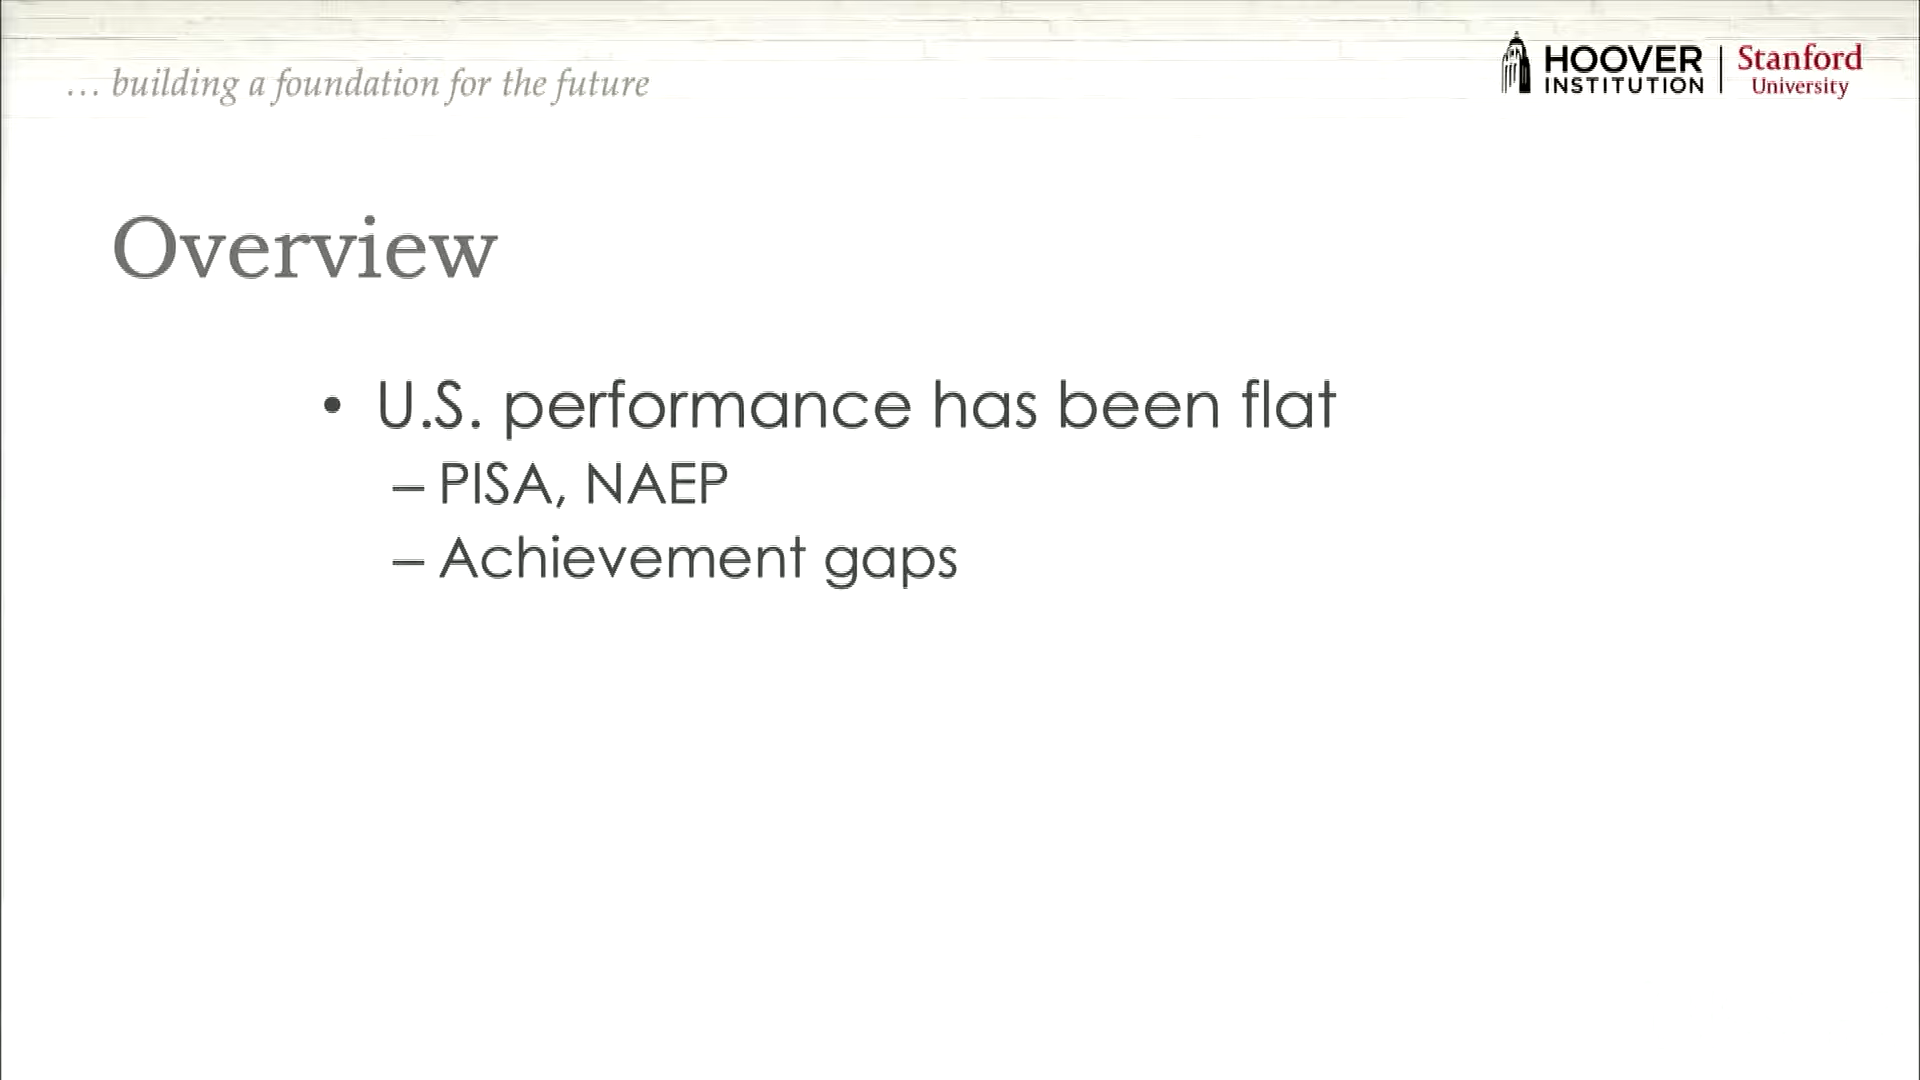 ... building a foundation for the future
HOOVER
INSTITUTION
Stanford
University
Overview
• U.S. performance has been flat
– PISA, NAEP
– Achievement gaps